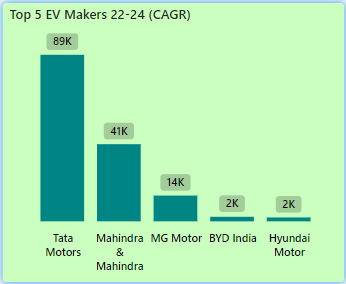 Top 5 EV Makers 22-24 (CAGR)
89K
41K
14K
2K
2K
Tata
Motors
Mahindra
&
Mahindra
MG Motor
BYD India
Hyundai
Motor